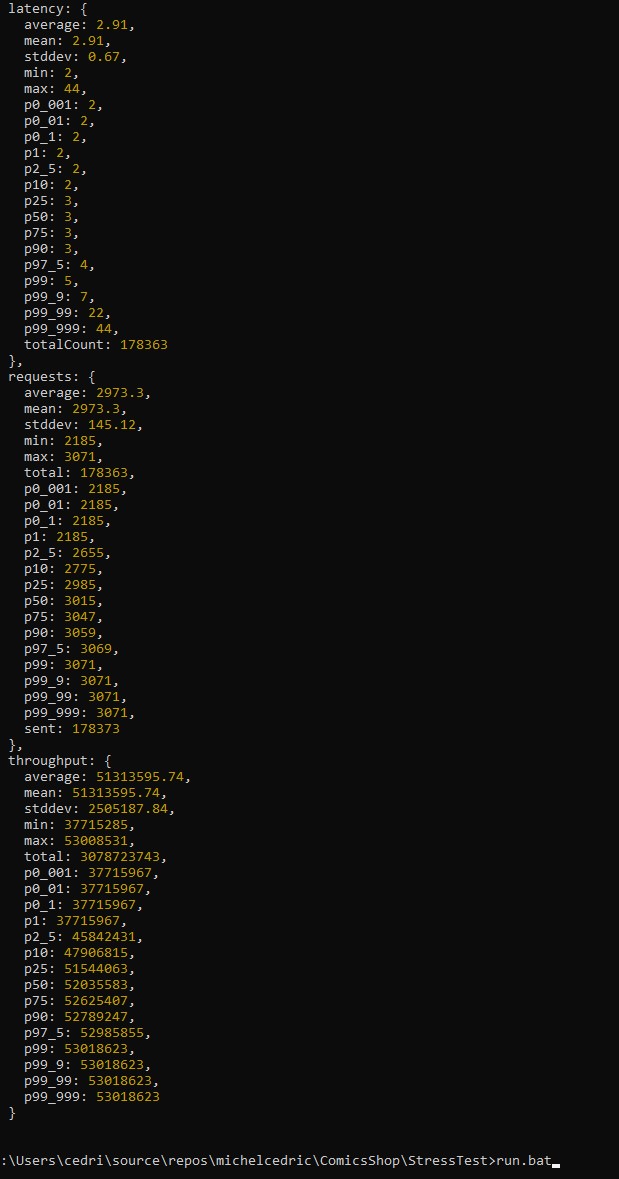 latency: {
average: 2.91,
mean: 2.91,
stddev: 0.67,
min: 2,
max: 44,
p0_001: 2,
p0_01: 2,
p0_1: 2,
p1: 2,
p2_5: 2,
p10: 2,
p25: 3,
p50: 3,
p75: 3,
p90: 3,
p97_5: 4,
p99: 5,
p99_9: 7,
p99_99: 22,
p99_999: 44,
totalCount: 178363
},
requests: {
average: 2973.3,
mean: 2973.3,
stddev: 145.12,
min: 2185,
max: 3071,
total: 178363,
p0_001: 2185,
p0_01: 2185,
p0_1: 2185,
p1: 2185,
p2_5: 2655,
p10: 2775,
p25: 2985,
p50: 3015,
p75: 3047,
p90: 3059,
p97_5: 3069,
p99: 3071,
p99_9: 3071,
p99_99: 3071,
p99_999: 3071,
sent: 178373
},
throughput: {
average: 51313595.74,
mean: 51313595.74,
stddev: 2505187.84,
min: 37715285,
max: 53008531,
total: 3078723743,
p0_001: 37715967,
p0_01: 37715967,
p0_1: 37715967,
p1: 37715967,
p2_5: 45842431,
p10: 47906815,
p25: 51544063,
p50: 52035583,
p75: 52625407,
p90: 52789247,
p97_5: 52985855,
p99: 53018623,
p99_9: 53018623,
p99_99: 53018623,
p99_999: 53018623
}
:\Users\cedri\source\repos\michelcedric\ComicsShop\StressTest>run.bat_